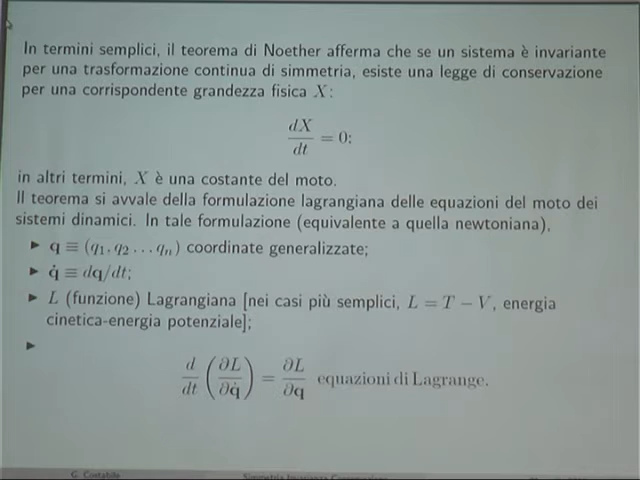 In termini semplici, il teorema di Noether afferma che se un sistema è invariante
per una trasformazione continua di simmetria, esiste una legge di conservazione
per una corrispondente grandezza fisica X:
dX/dt = 0;
in altri termini, X è una costante del moto.
Il teorema si avvale della formulazione lagrangiana delle equazioni del moto dei
sistemi dinamici. In tale formulazione (equivalente a quella newtoniana),
▶ q ≡ (q₁, q₂ … qₙ) coordinate generalizzate;
▶ q̇ ≡ dq/dt;
▶ L (funzione) Lagrangiana [nei casi più semplici, L = T − V, energia
cinetica-energia potenziale];
▶
d/dt (∂L/∂q̇) = ∂L/∂q equazioni di Lagrange.
G. Costabile